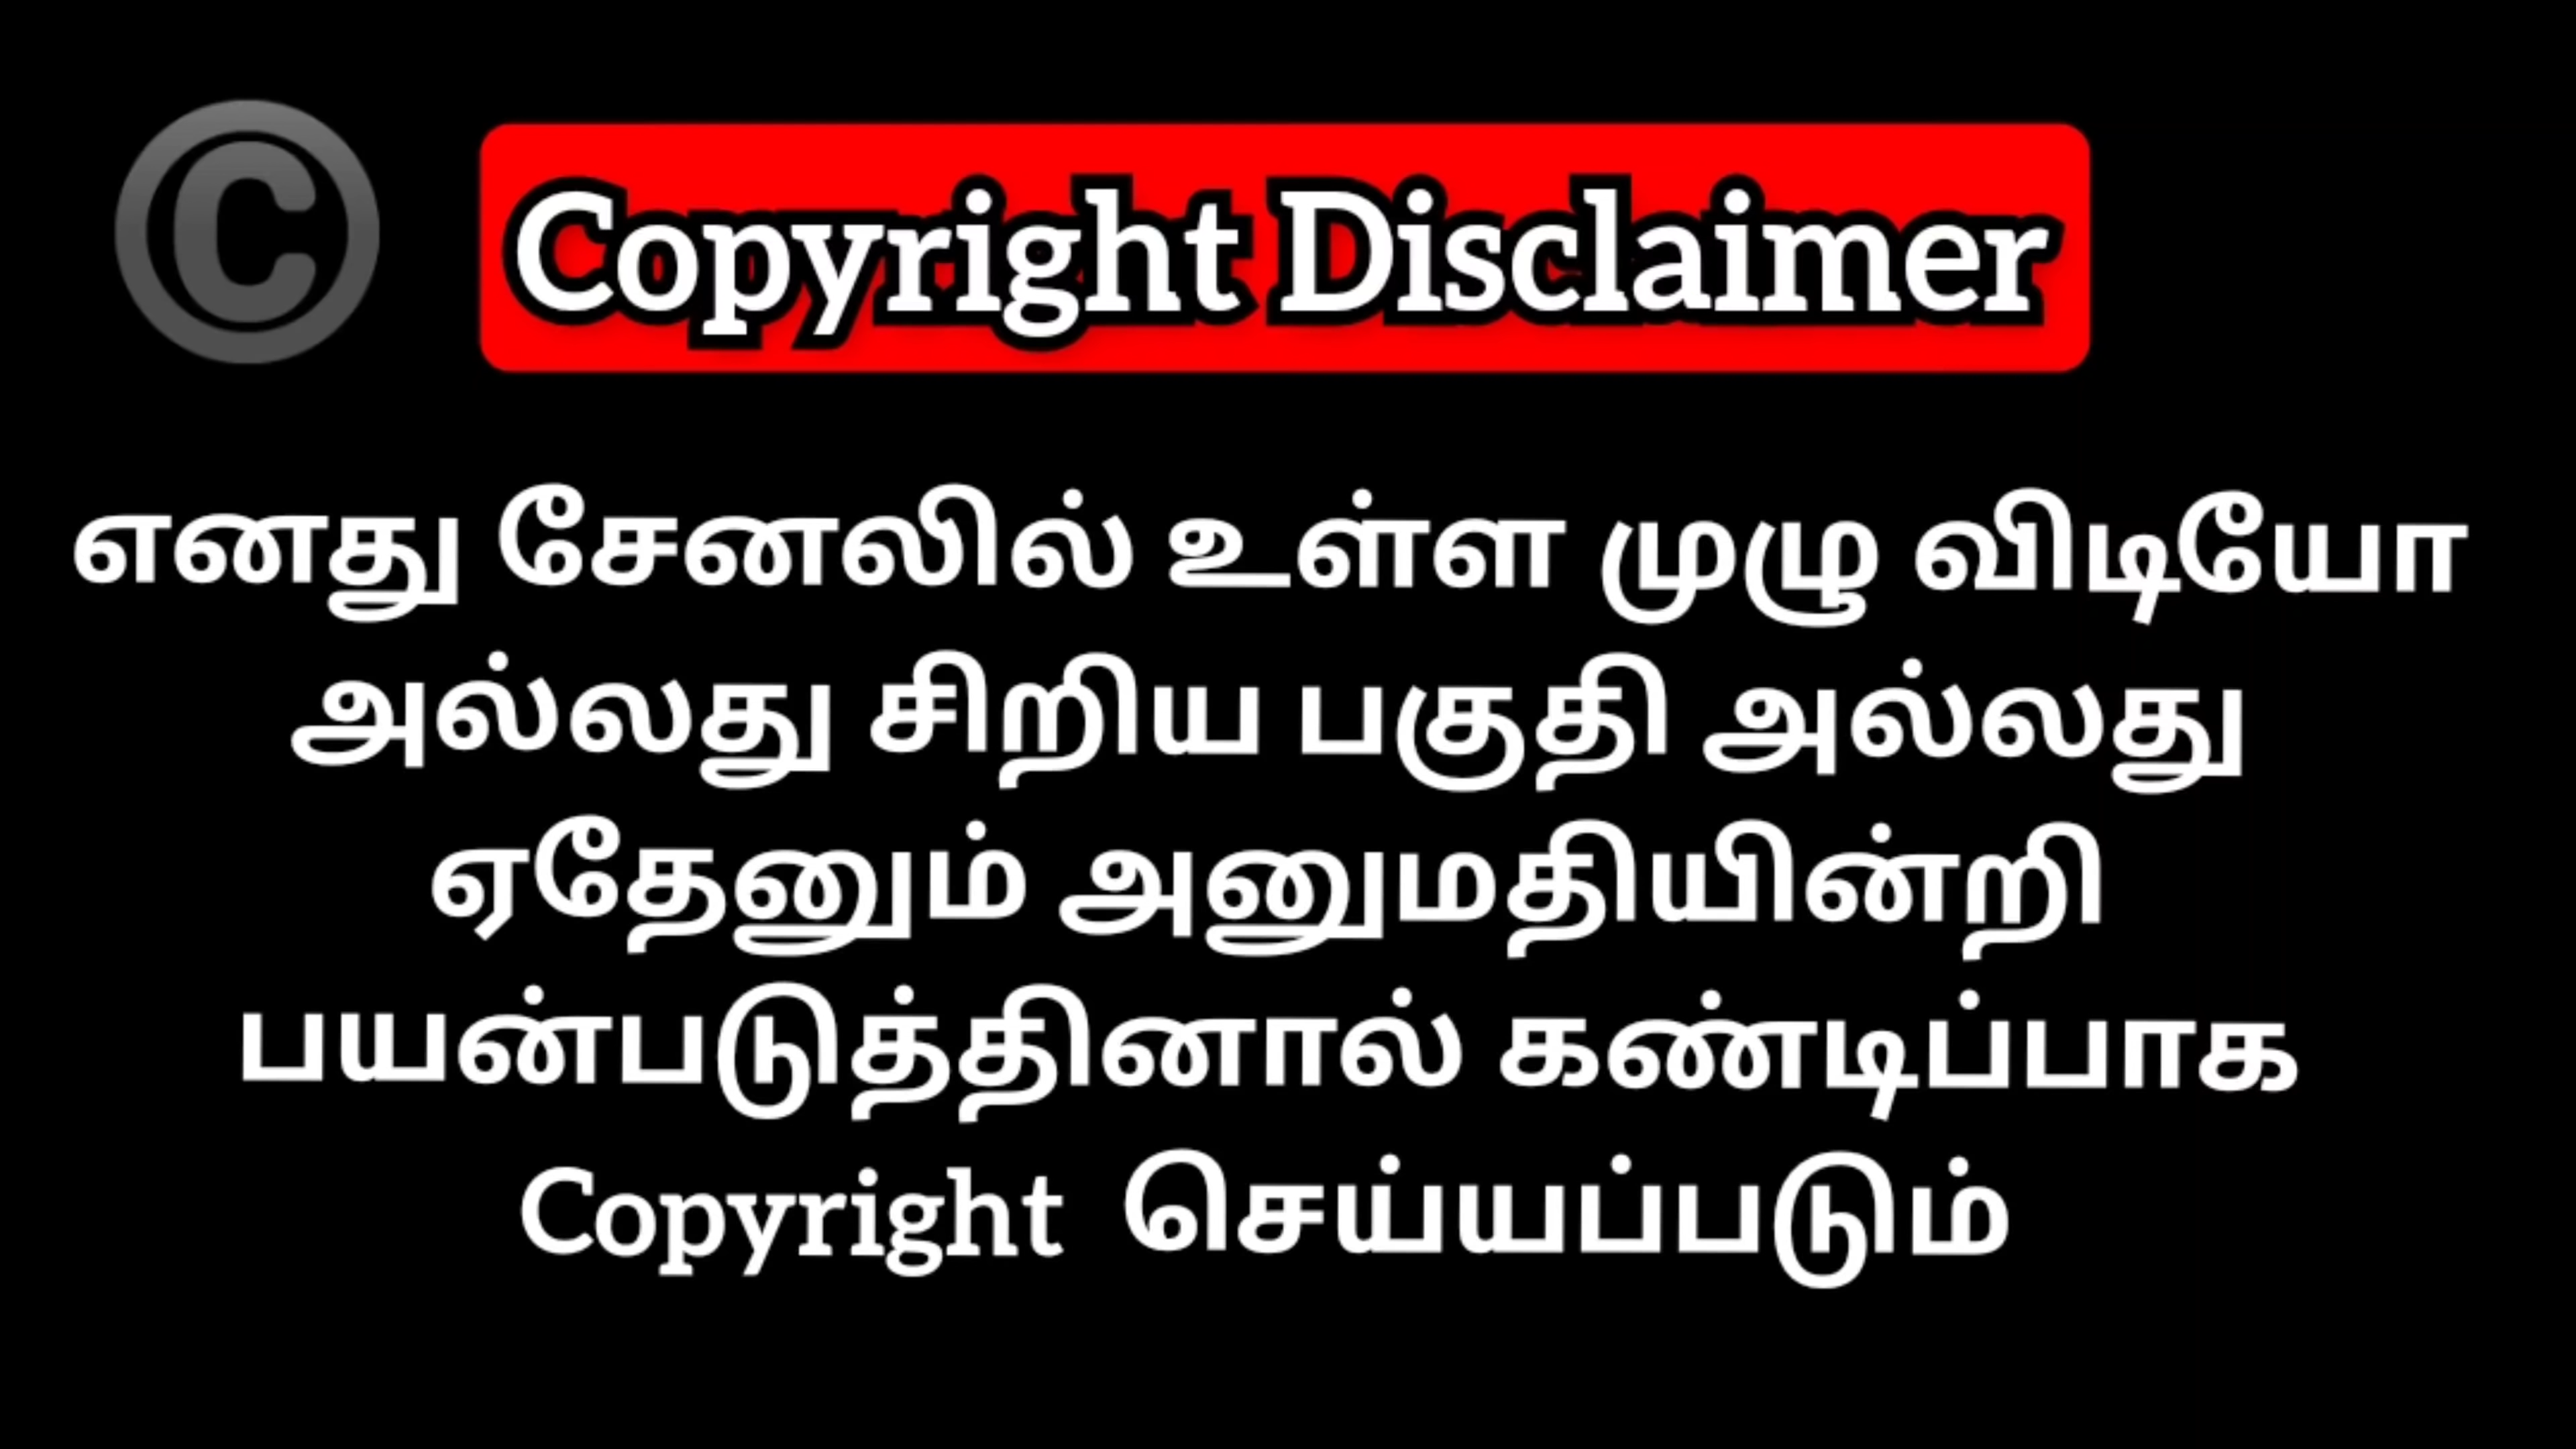 ©
Copyright Disclaimer
எனது சேனலில் உள்ள முழு விடியோ
அல்லது சிறிய பகுதி அல்லது
ஏதேனும் அனுமதியின்றி
பயன்படுத்தினால் கண்டிப்பாக
Copyright செய்யப்படும்